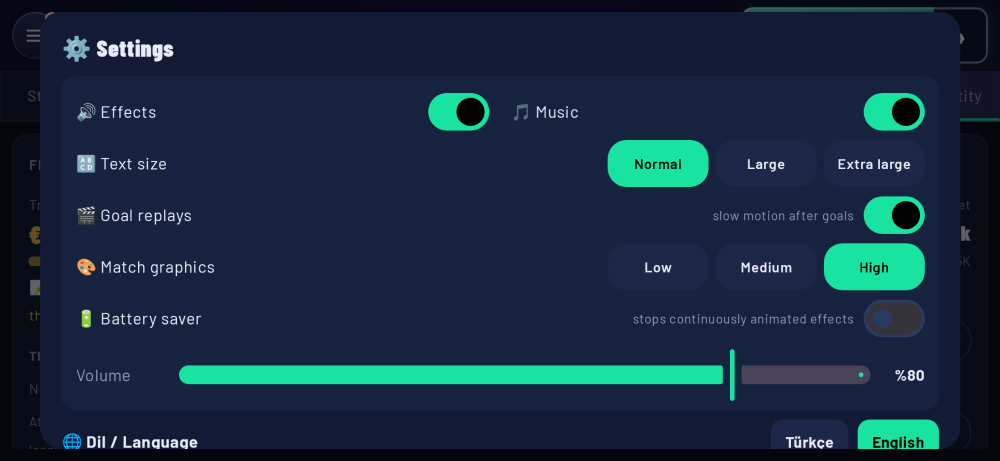 Settings
Effects
Music
Text size
Normal
Large
Extra large
Goal replays
slow motion after goals
Match graphics
Low
Medium
High
Battery saver
stops continuously animated effects
Volume
%80
Dil / Language
Türkçe
English